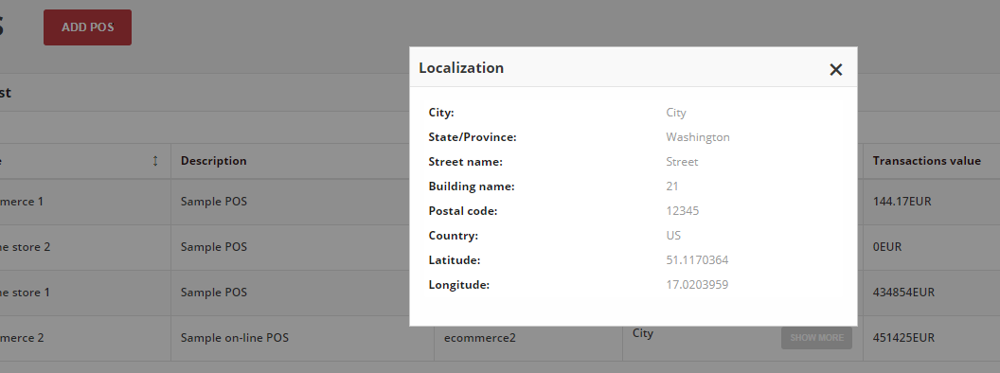 S
ADD POS
Localization
st
City: City
State/Province: Washington
Street name: Street
Building name: 21
Postal code: 12345
Country: US
Latitude: 51.1170364
Longitude: 17.0203959
e Description Transactions value
merce 1 Sample POS 144.17EUR
ne store 2 Sample POS 0EUR
ne store 1 Sample POS 434854EUR
merce 2 Sample on-line POS ecommerce2 City SHOW MORE 451425EUR